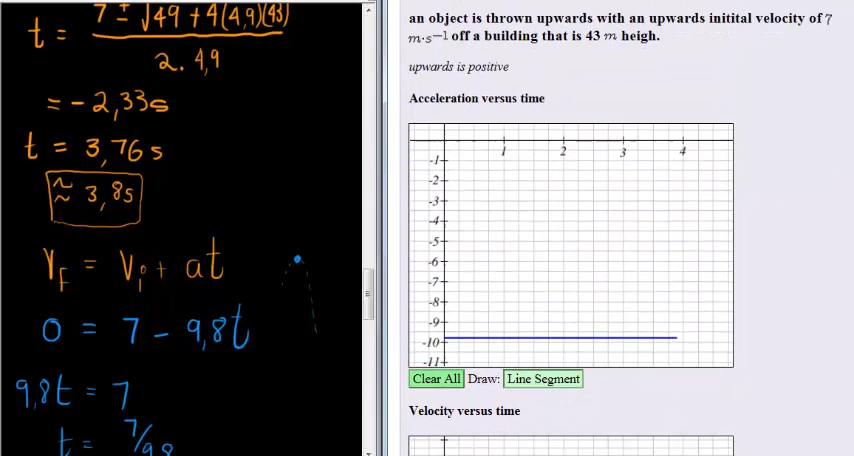 t = 7 ± √49 + 4(4,9)(43)
2. 4,9
= - 2,33s
t = 3,76 s
≈ 3,8s
Vf = Vi + at
0 = 7 - 9,8t
9,8t = 7
t = 7/9,8
an object is thrown upwards with an upwards initital velocity of 7
m·s−1 off a building that is 43 m heigh.
upwards is positive
Acceleration versus time
1 2 3 4
-1
-2
-3
-4
-5
-6
-7
-8
-9
-10
-11
Clear All Draw: Line Segment
Velocity versus time